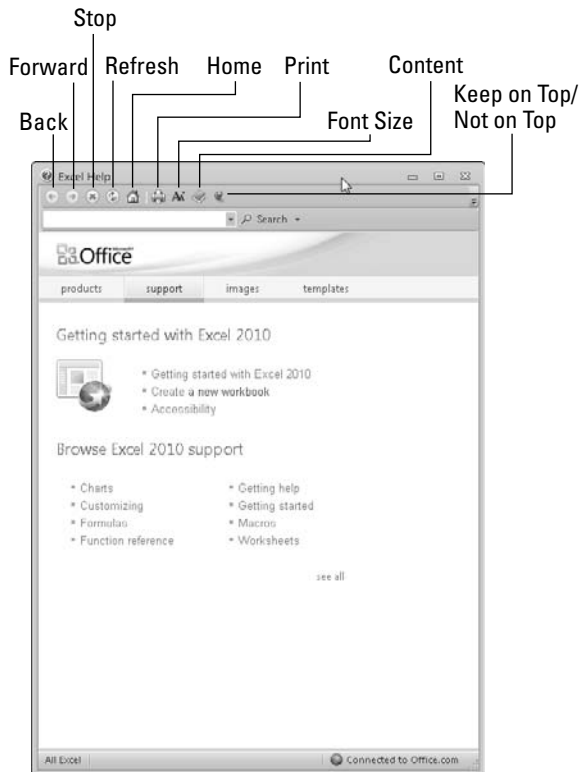 Stop
Forward Refresh Home Print Content
Keep on Top/
Back Font Size Not on Top
Excel Help
Search
Office
products support images templates
Getting started with Excel 2010
Getting started with Excel 2010
Create a new workbook
Accessibility
Browse Excel 2010 support
Charts
Customizing
Formulas
Function reference
Getting help
Getting started
Macros
Worksheets
see all
All Excel Connected to Office.com